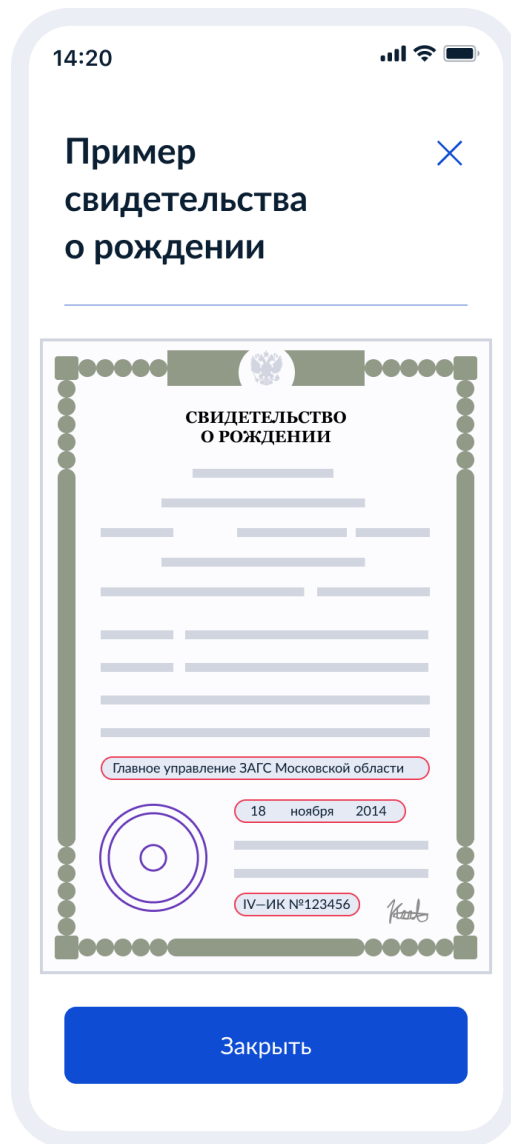 14:20
Пример
свидетельства
о рождении
СВИДЕТЕЛЬСТВО
О РОЖДЕНИИ
Главное управление ЗАГС Московской области
18 ноября 2014
IV–ИК №123456
Закрыть